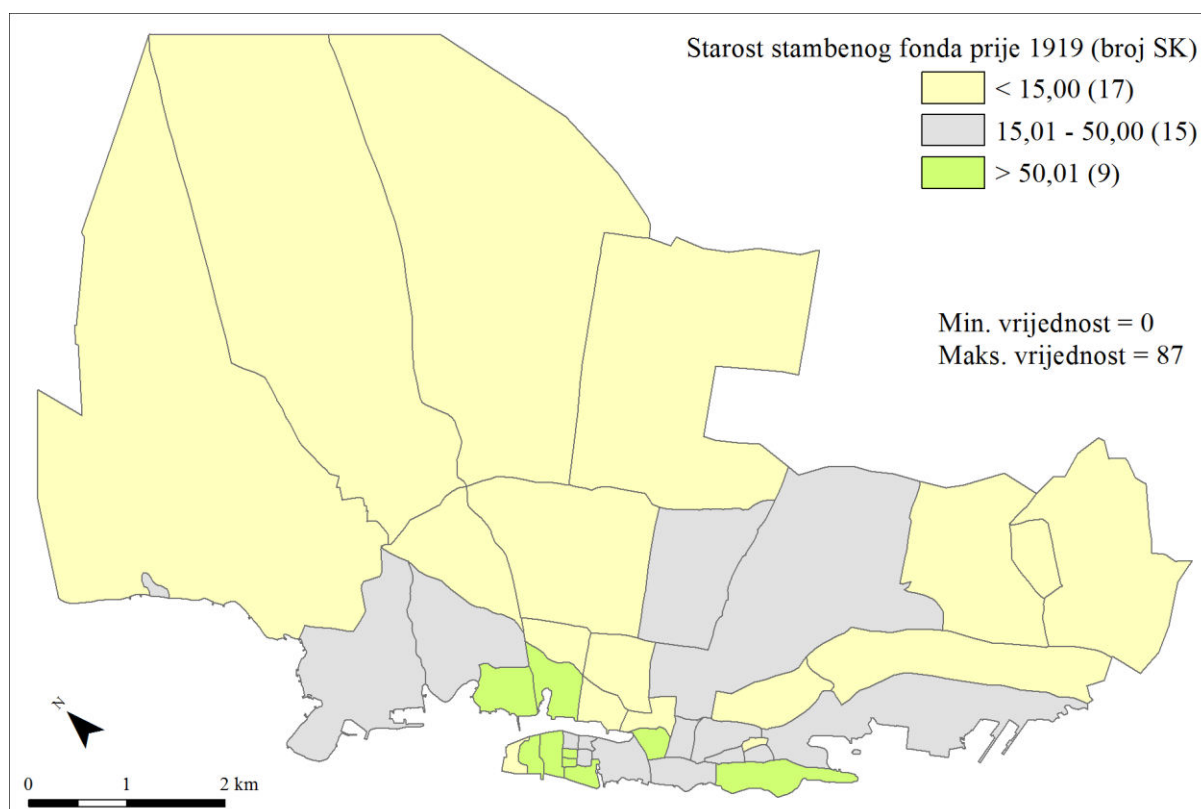 Starost stambenog fonda prije 1919 (broj SK)
< 15,00 (17)
15,01 - 50,00 (15)
> 50,01 (9)
Min. vrijednost = 0
Maks. vrijednost = 87
N
0 1 2 km